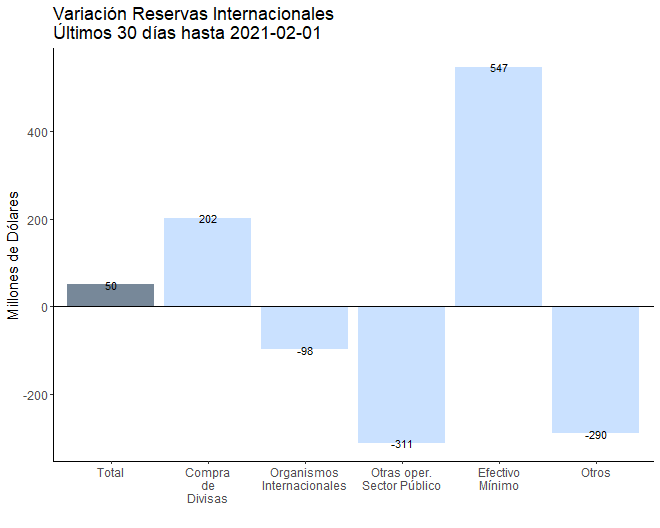 Variación Reservas Internacionales
Últimos 30 días hasta 2021-02-01
Millones de Dólares
400
200
0
-200
50
202
-98
-311
547
-290
Total
Compra
de
Divisas
Organismos
Internacionales
Otras oper.
Sector Público
Efectivo
Mínimo
Otros